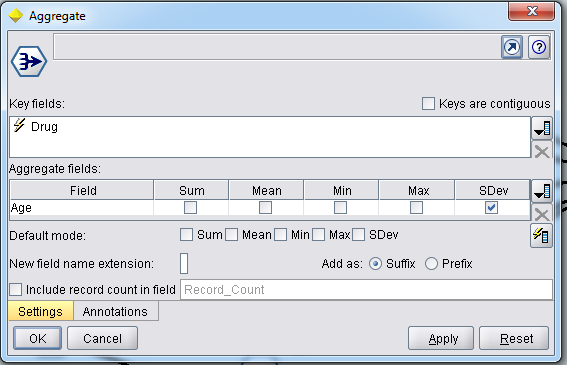 Aggregate
Key fields: Keys are contiguous
Drug
Aggregate fields:
Field Sum Mean Min Max SDev
Age
Default mode: Sum Mean Min Max SDev
New field name extension: Add as: Suffix Prefix
Include record count in field Record_Count
Settings Annotations
OK Cancel Apply Reset